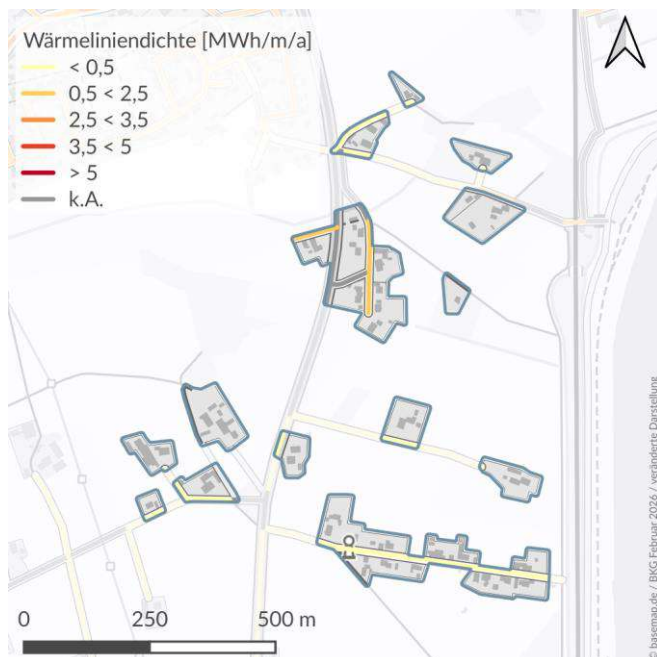 Wärmeliniendichte [MWh/m/a]
< 0,5
0,5 < 2,5
2,5 < 3,5
3,5 < 5
> 5
k.A.
© basemap.de / BKG Februar 2026 / veränderte Darstellung
0 250 500 m